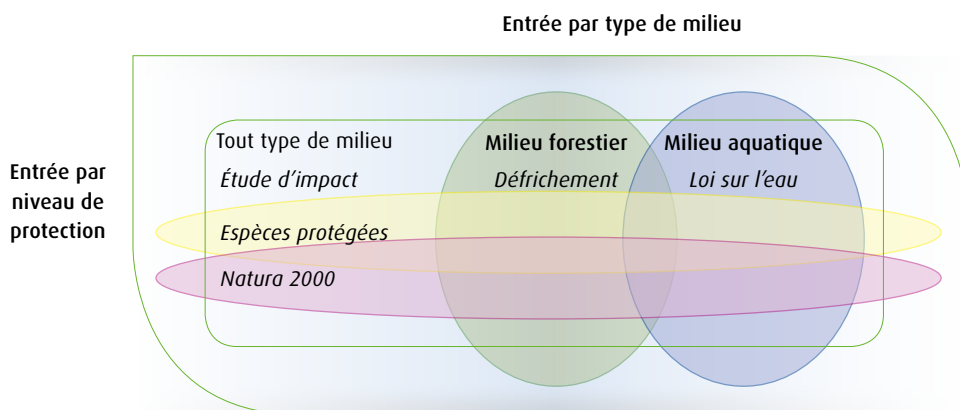 Entrée par type de milieu
Tout type de milieu
Milieu forestier
Milieu aquatique
Entrée par
niveau de
protection
Étude d'impact
Défrichement
Loi sur l'eau
Espèces protégées
Natura 2000